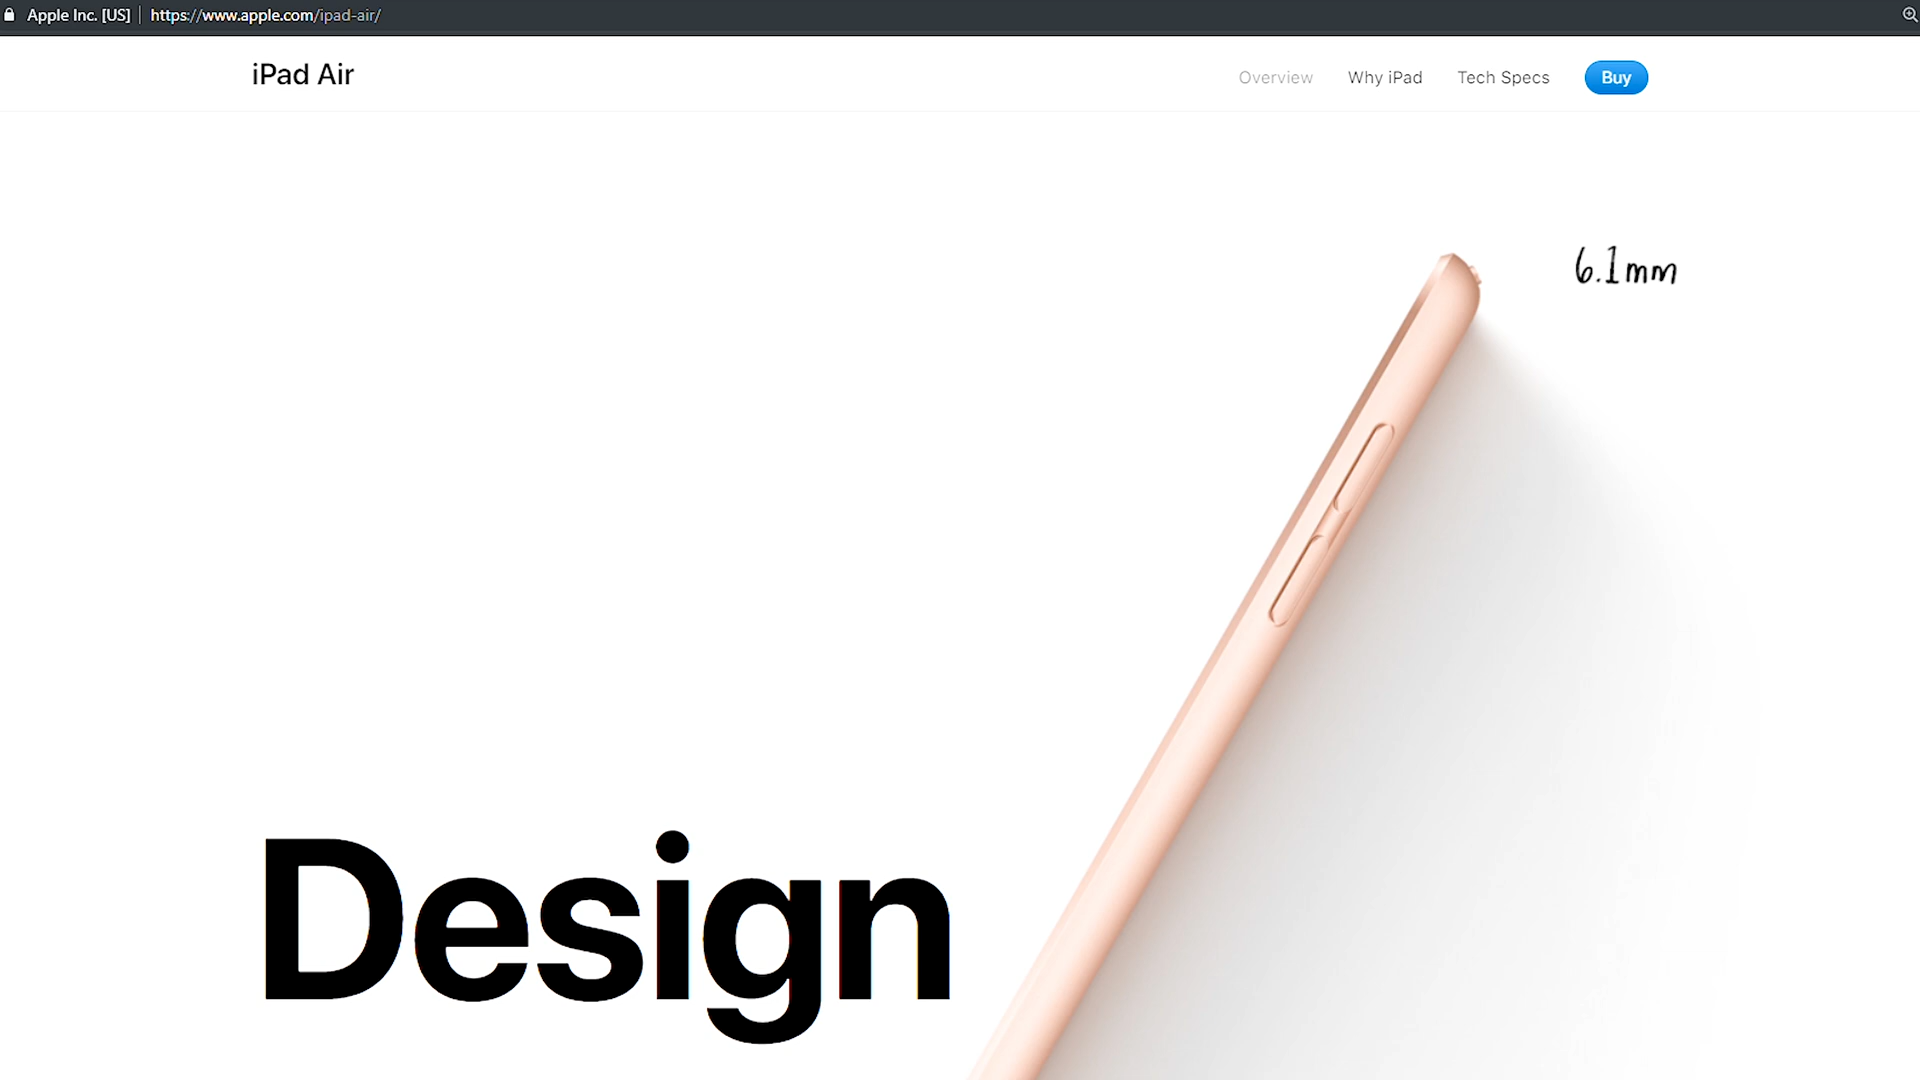 Apple Inc. [US] | https://www.apple.com/ipad-air/
iPad Air
Overview
Why iPad
Tech Specs
Buy
6.1mm
Design